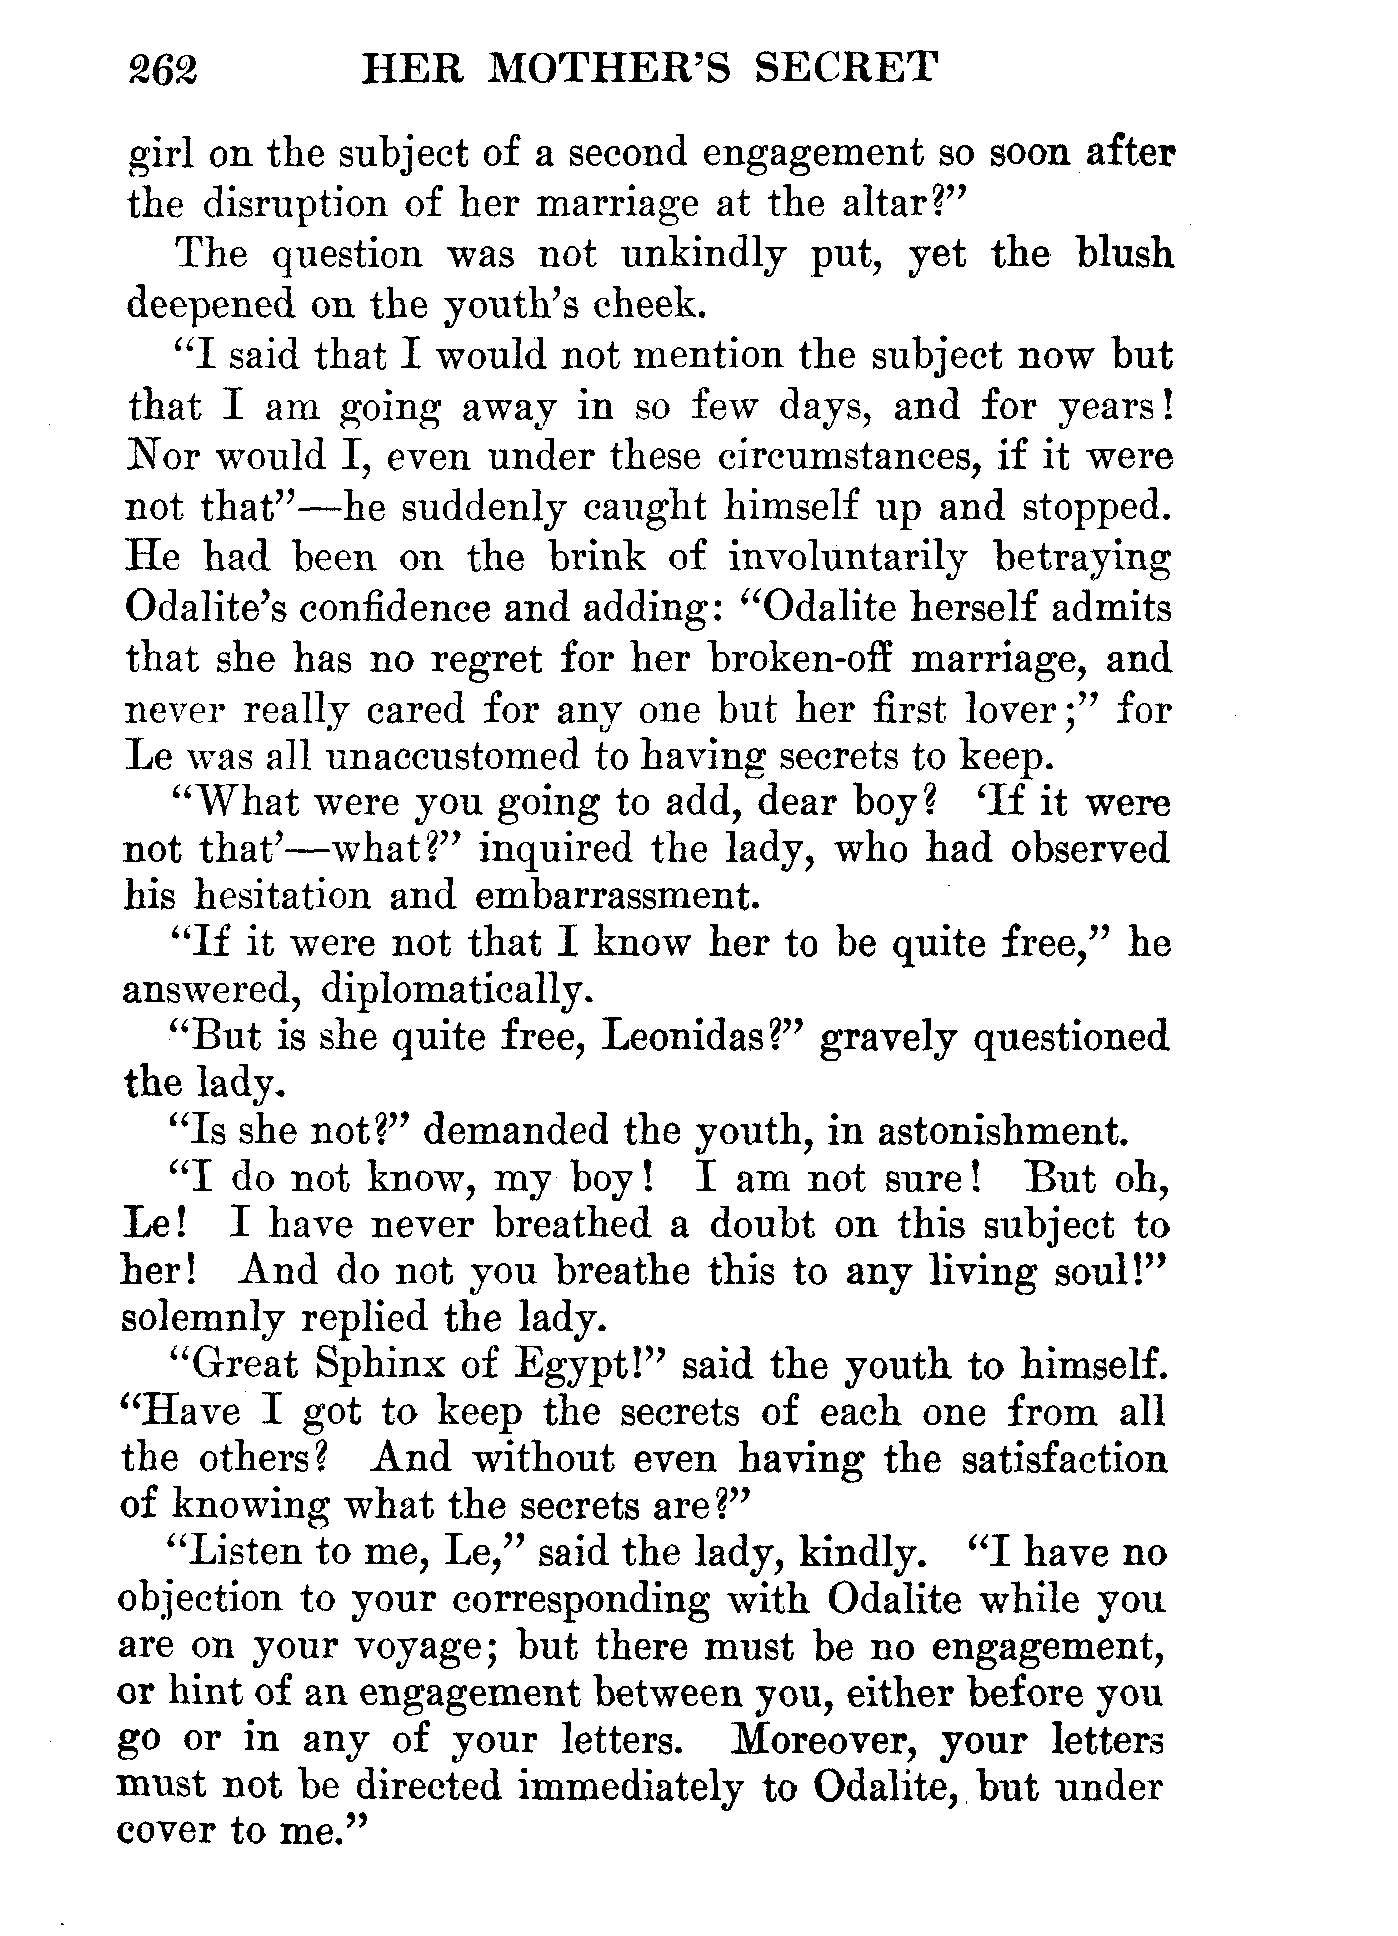 262 HER MOTHER'S SECRET
girl on the subject of a second engagement so soon after
the disruption of her marriage at the altar?”
The question was not unkindly put, yet the blush
deepened on the youth's cheek.
“I said that I would not mention the subject now but
that I am going away in so few days, and for years!
Nor would I, even under these circumstances, if it were
not that”—he suddenly caught himself up and stopped.
He had been on the brink of involuntarily betraying
Odalite's confidence and adding: “Odalite herself admits
that she has no regret for her broken-off marriage, and
never really cared for any one but her first lover;” for
Le was all unaccustomed to having secrets to keep.
“What were you going to add, dear boy? ‘If it were
not that’—what?” inquired the lady, who had observed
his hesitation and embarrassment.
“If it were not that I know her to be quite free,” he
answered, diplomatically.
“But is she quite free, Leonidas?” gravely questioned
the lady.
“Is she not?” demanded the youth, in astonishment.
“I do not know, my boy! I am not sure! But oh,
Le! I have never breathed a doubt on this subject to
her! And do not you breathe this to any living soul!”
solemnly replied the lady.
“Great Sphinx of Egypt!” said the youth to himself.
“Have I got to keep the secrets of each one from all
the others? And without even having the satisfaction
of knowing what the secrets are?”
“Listen to me, Le,” said the lady, kindly. “I have no
objection to your corresponding with Odalite while you
are on your voyage; but there must be no engagement,
or hint of an engagement between you, either before you
go or in any of your letters. Moreover, your letters
must not be directed immediately to Odalite, but under
cover to me.”